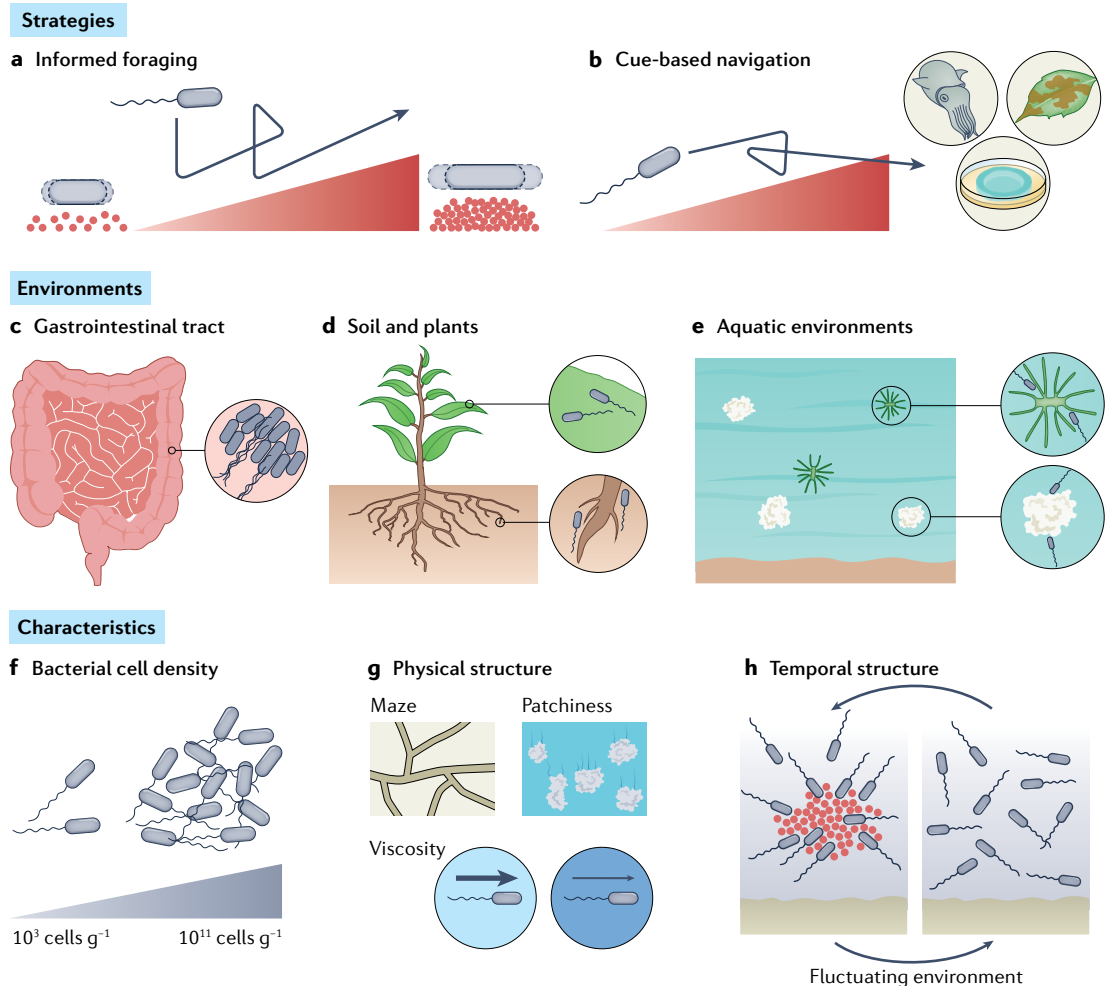 Strategies
a Informed foraging
b Cue-based navigation
Environments
c Gastrointestinal tract
d Soil and plants
e Aquatic environments
Characteristics
f Bacterial cell density
g Physical structure
h Temporal structure
Maze
Patchiness
Viscosity
10³ cells g⁻¹
10¹¹ cells g⁻¹
Fluctuating environment